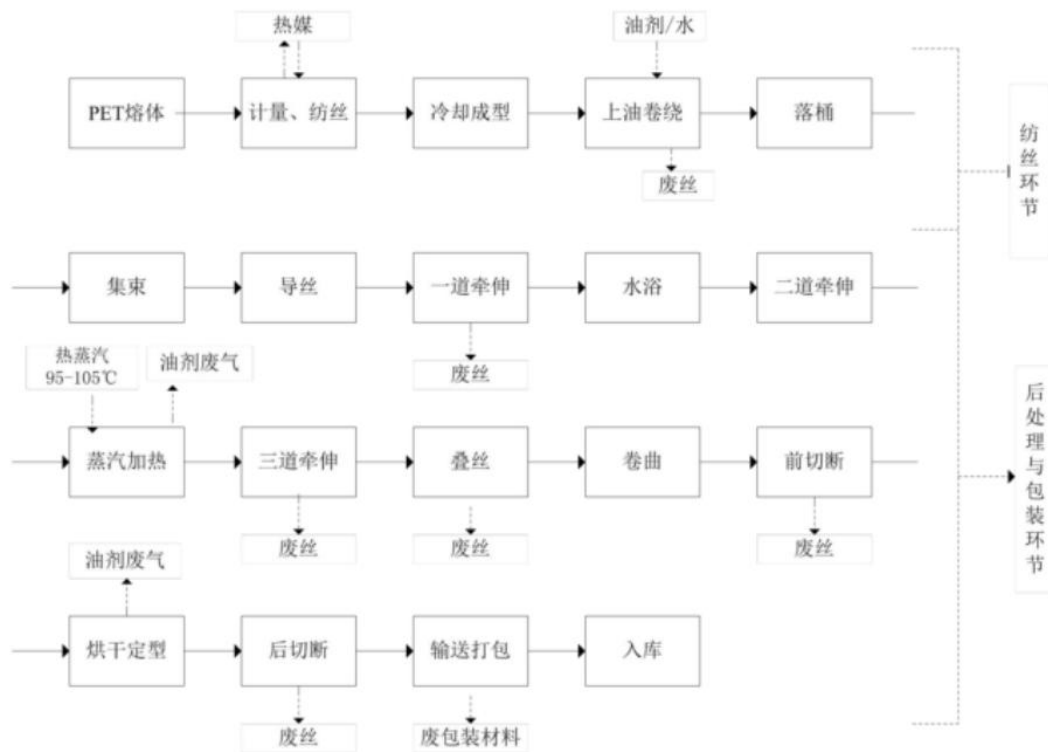 热媒
油剂/水
PET熔体
计量、纺丝
冷却成型
上油卷绕
落桶
废丝
纺丝环节
集束
导丝
一道牵伸
水浴
二道牵伸
废丝
热蒸汽
95-105℃
油剂废气
蒸汽加热
三道牵伸
叠丝
卷曲
前切断
废丝
废丝
废丝
后处理与包装环节
油剂废气
烘干定型
后切断
输送打包
入库
废丝
废包装材料